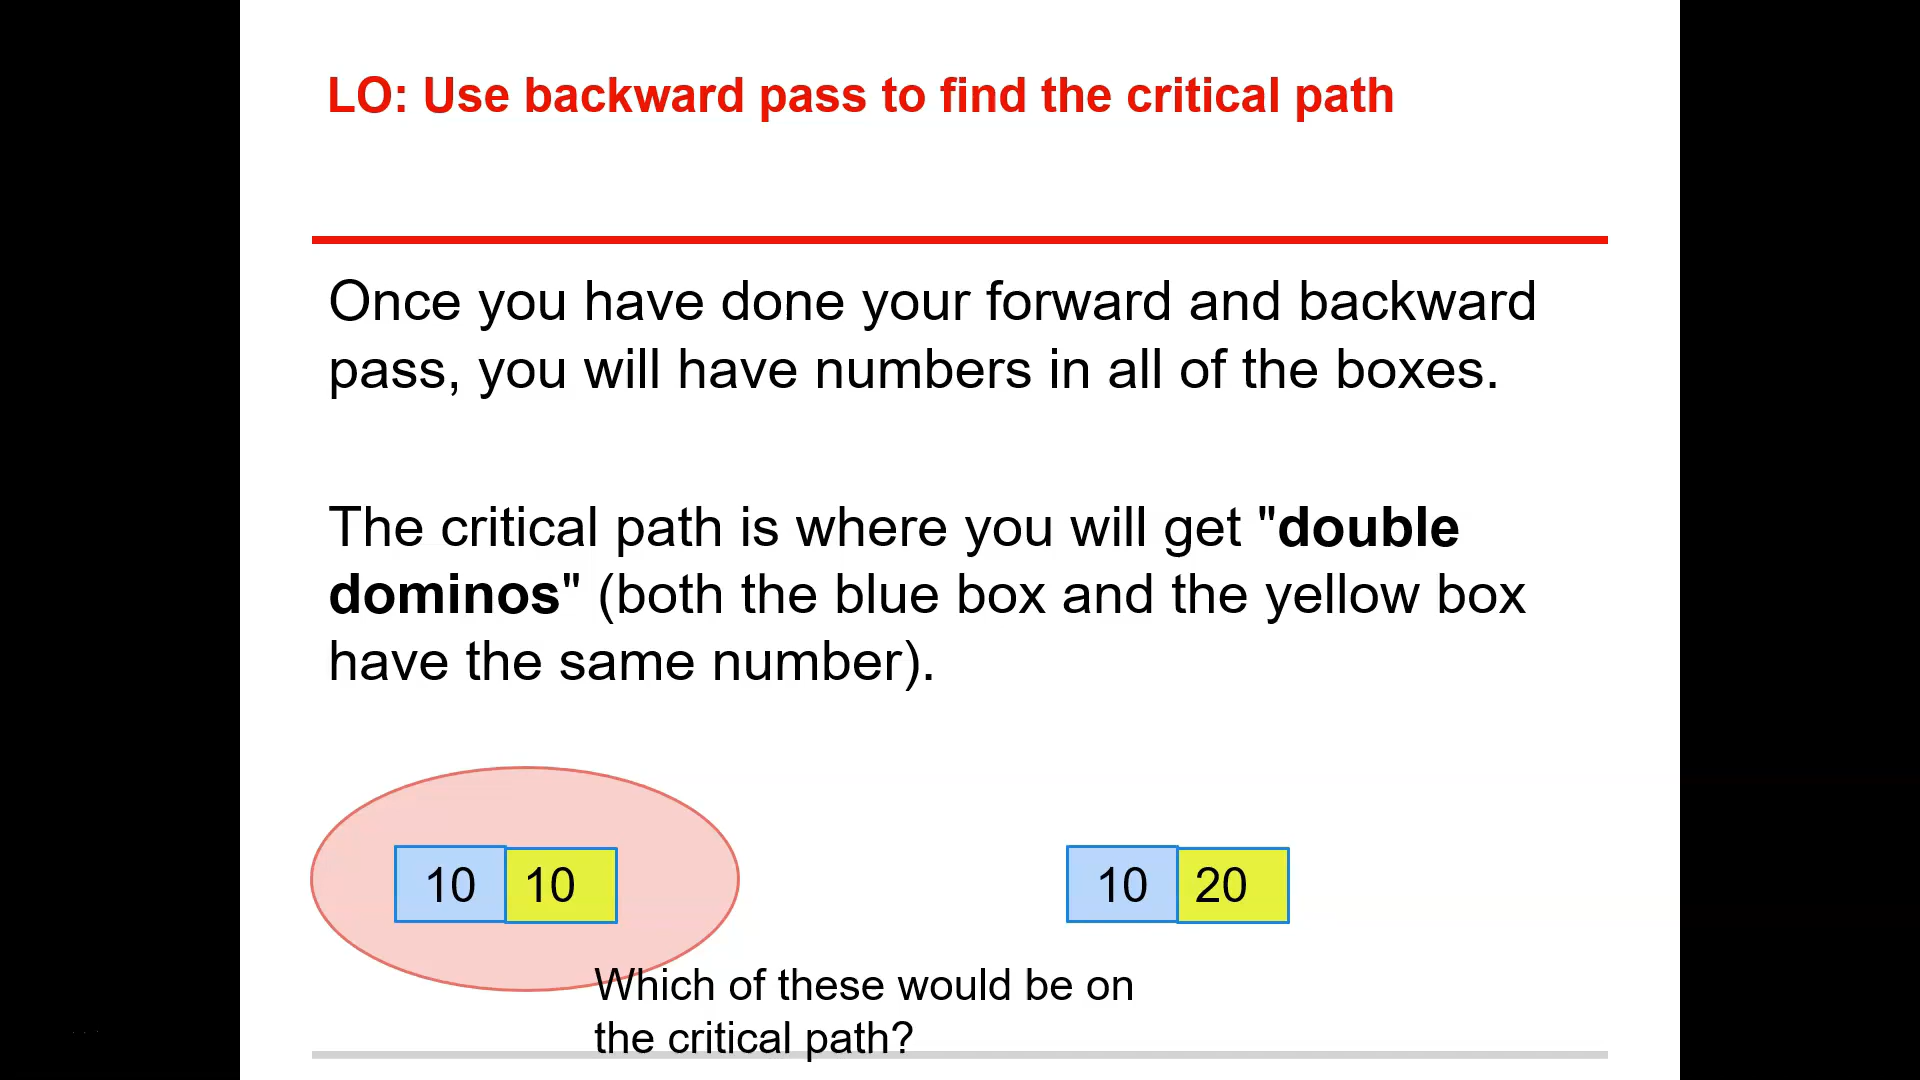 LO: Use backward pass to find the critical path
Once you have done your forward and backward
pass, you will have numbers in all of the boxes.
The critical path is where you will get "double
dominos" (both the blue box and the yellow box
have the same number).
10 10
10 20
Which of these would be on
the critical path?